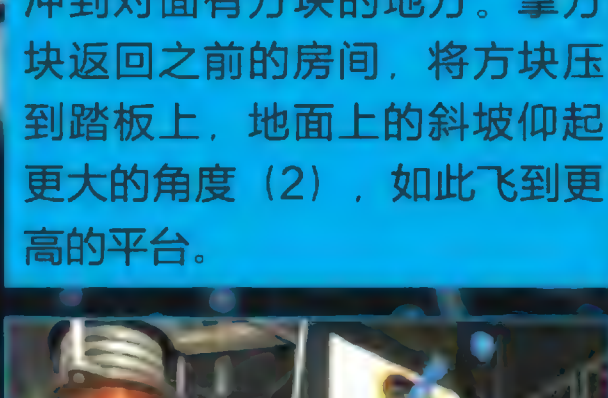 冲到对面有方块的地方。拿方
块返回之前的房间，将方块压
到踏板上，地面上的斜坡仰起
更大的角度（2），如此飞到更
高的平台。